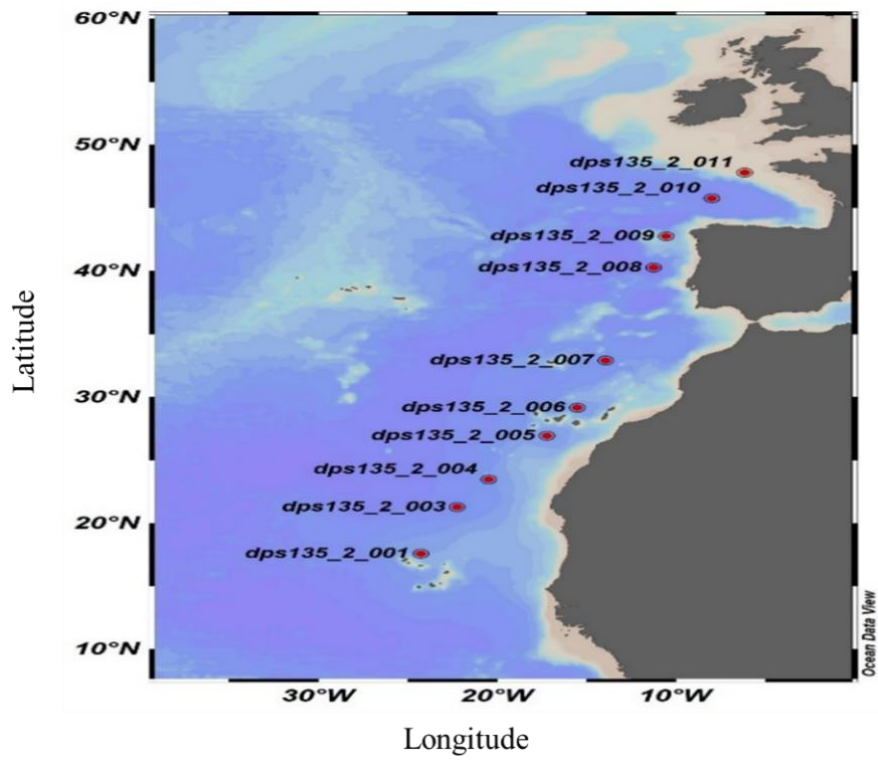 60°N
50°N
dps135_2_011
dps135_2_010
dps135_2_009
40°N
dps135_2_008
dps135_2_007
30°N
dps135_2_006
dps135_2_005
dps135_2_004
dps135_2_003
20°N
dps135_2_001
10°N
30°W 20°W 10°W
Latitude
Longitude
Ocean Data View